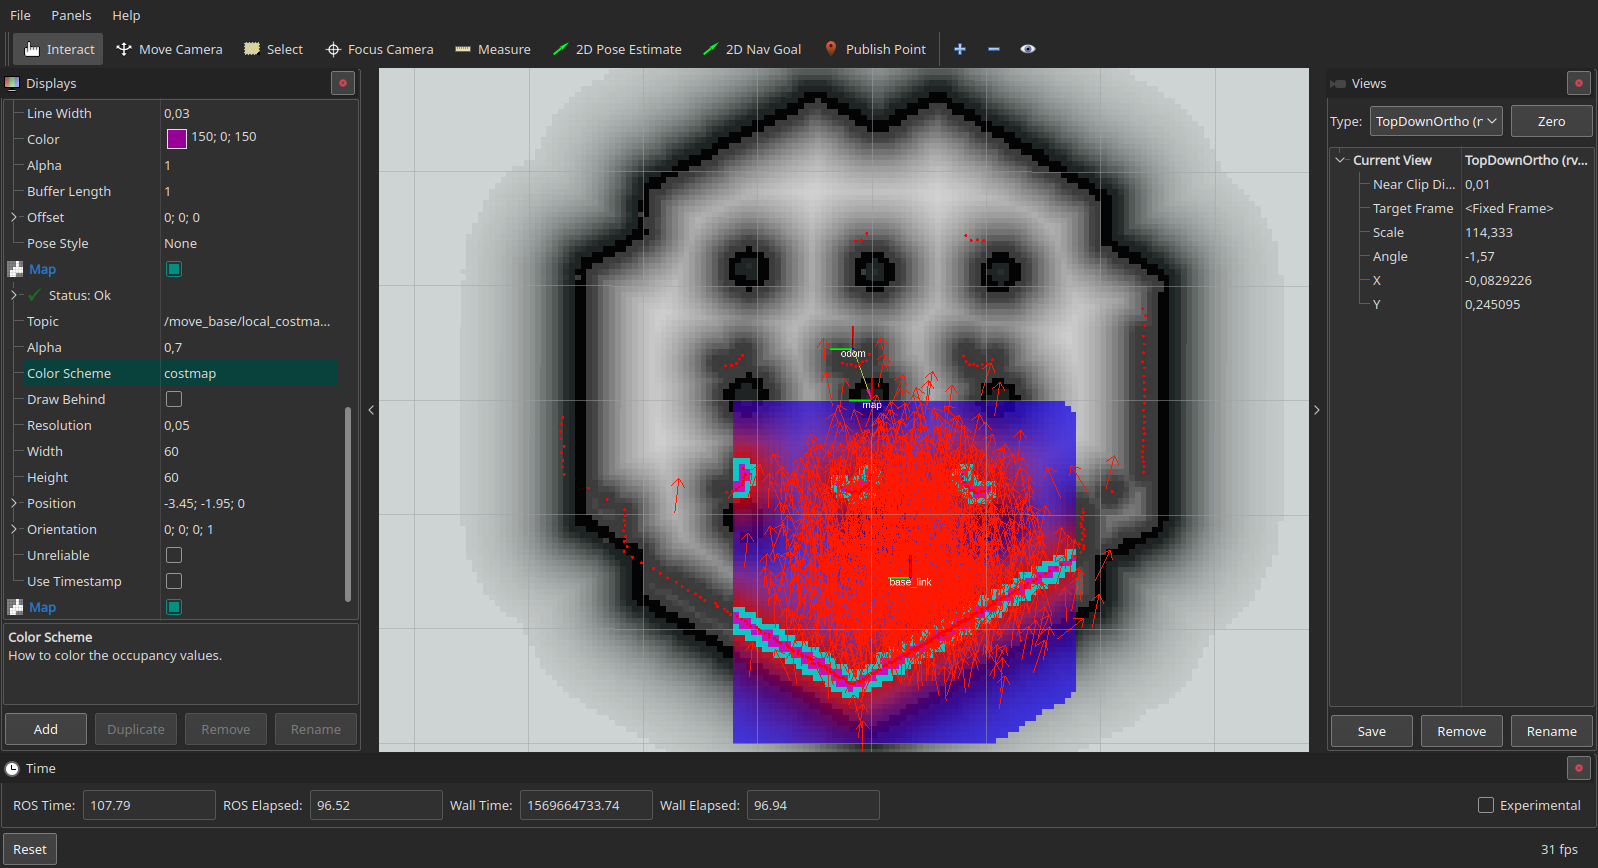 File Panels Help
Interact Move Camera Select Focus Camera Measure 2D Pose Estimate 2D Nav Goal Publish Point
Displays
Line Width 0,03
Color 150; 0; 150
Alpha 1
Buffer Length 1
Offset 0; 0; 0
Pose Style None
Map
Status: Ok
Topic /move_base/local_costma...
Alpha 0,7
Color Scheme costmap
Draw Behind
Resolution 0,05
Width 60
Height 60
Position -3.45; -1.95; 0
Orientation 0; 0; 0; 1
Unreliable
Use Timestamp
Map
Color Scheme
How to color the occupancy values.
Add Duplicate Remove Rename
odom
map
base_link
Views
Type: TopDownOrtho (r Zero
Current View TopDownOrtho (rv...
Near Clip Di... 0,01
Target Frame <Fixed Frame>
Scale 114,333
Angle -1,57
X -0,0829226
Y 0,245095
Save Remove Rename
Time
ROS Time: 107.79 ROS Elapsed: 96.52 Wall Time: 1569664733.74 Wall Elapsed: 96.94 Experimental
Reset 31 fps